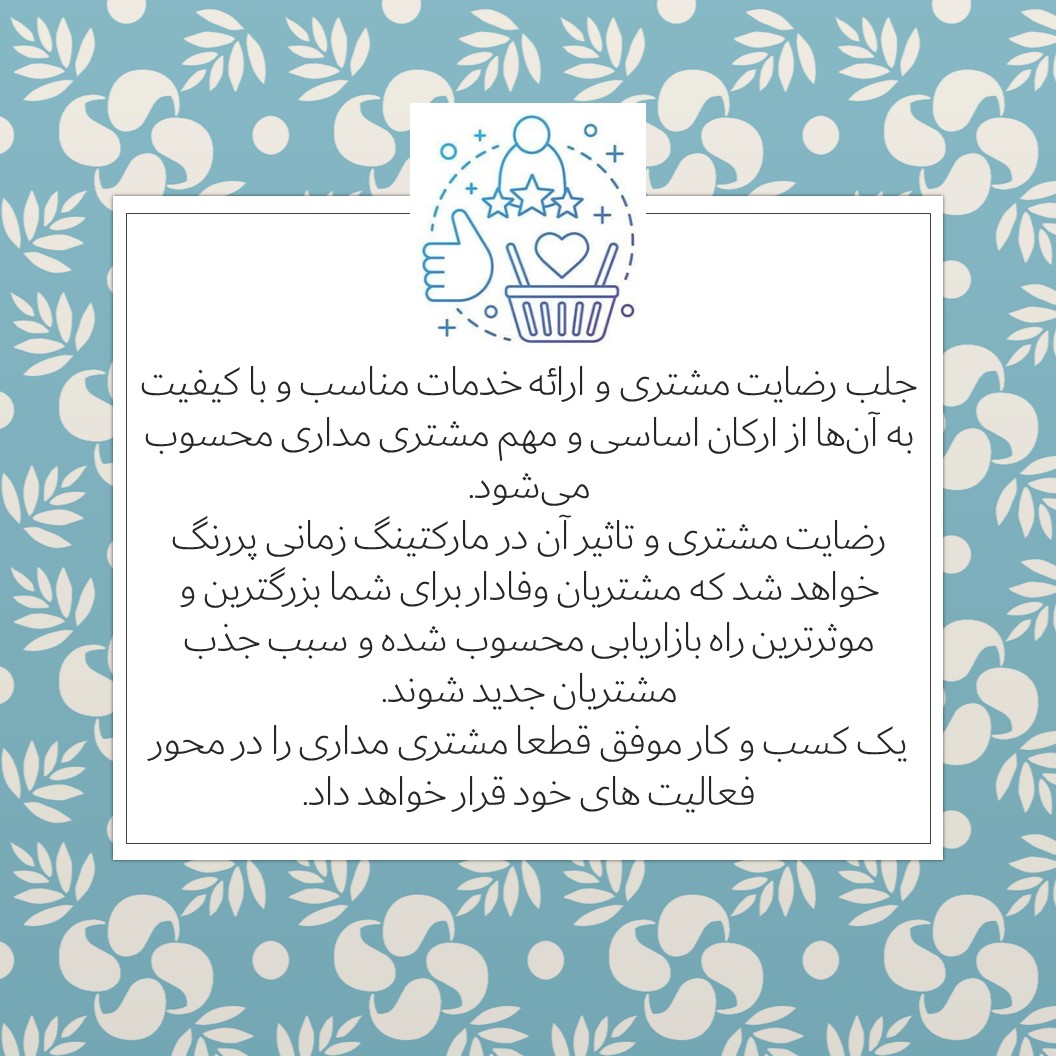 جلب رضایت مشتری و ارائه خدمات مناسب و با کیفیت
به آن‌ها از ارکان اساسی و مهم مشتری مداری محسوب
می‌شود.
رضایت مشتری و تاثیر آن در مارکتینگ زمانی پررنگ
خواهد شد که مشتریان وفادار برای شما بزرگترین و
موثرترین راه بازاریابی محسوب شده و سبب جذب
مشتریان جدید شوند.
یک کسب و کار موفق قطعا مشتری مداری را در محور
فعالیت های خود قرار خواهد داد.